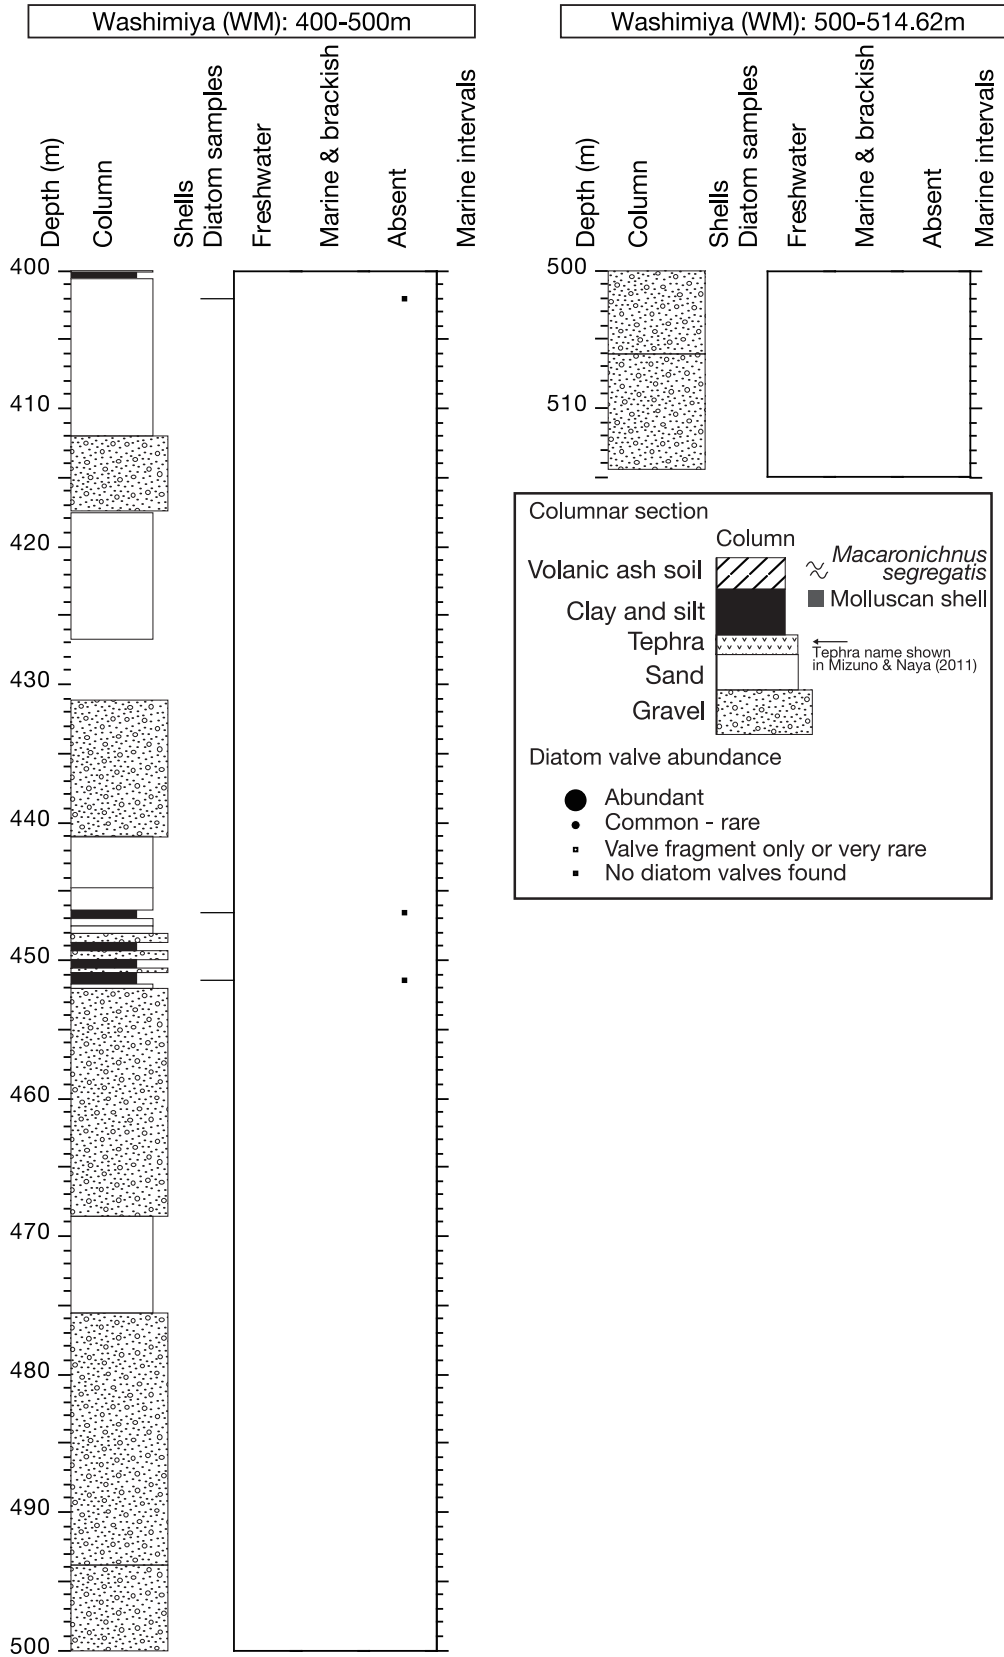 Washimiya (WM): 400-500m
Depth (m)
Column
Shells
Diatom samples
Freshwater
Marine & brackish
Absent
Marine intervals
400
410
420
430
440
450
460
470
480
490
500
Washimiya (WM): 500-514.62m
Depth (m)
Column
Shells
Diatom samples
Freshwater
Marine & brackish
Absent
Marine intervals
500
510
Columnar section
Column
Volanic ash soil
Clay and silt
Tephra
Sand
Gravel
Macaronichnus
segregatis
Molluscan shell
Tephra name shown
in Mizuno & Naya (2011)
Diatom valve abundance
Abundant
Common - rare
Valve fragment only or very rare
No diatom valves found